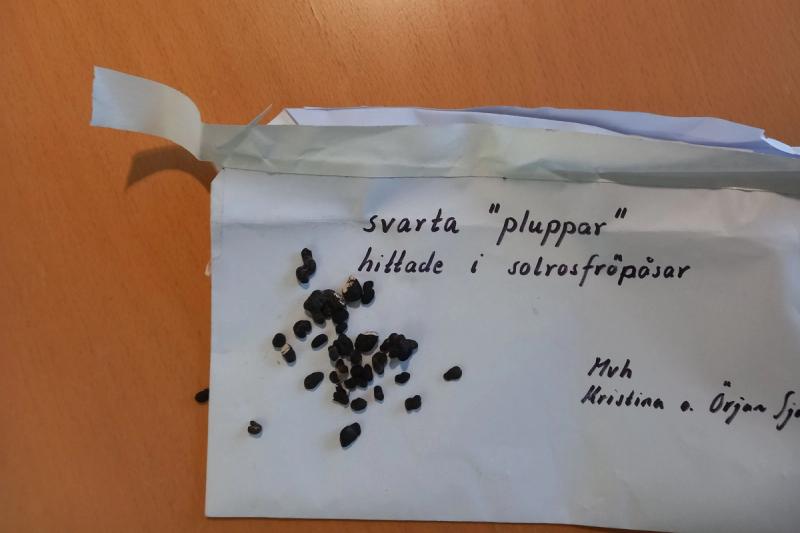 svarta "pluppar"
hittade i solrosfröpåsar
Mvh
Kristina o. Örjan